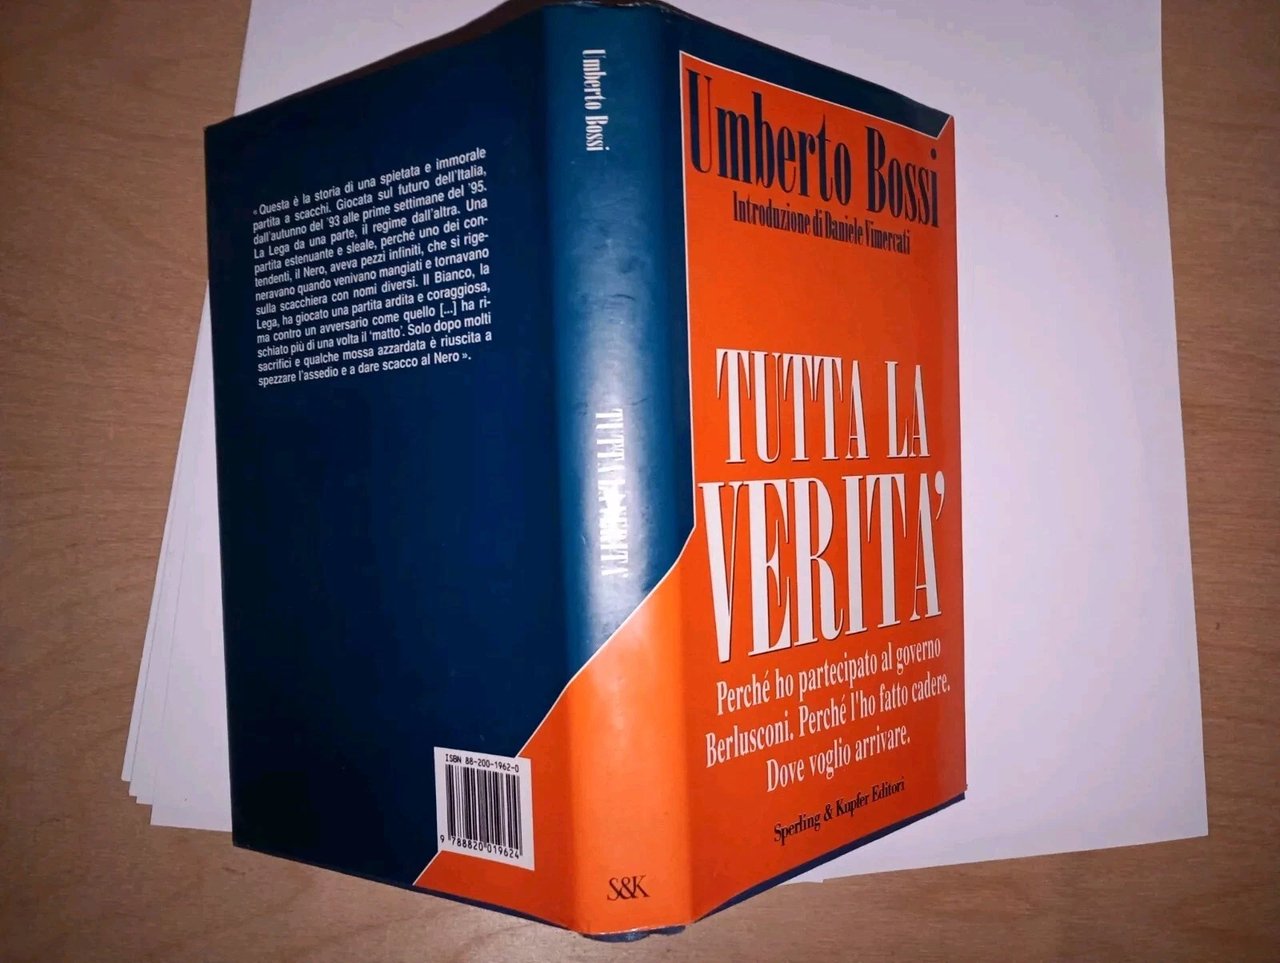 « Questa è la storia di una spietata e immorale
partita a scacchi. Giocata sul futuro dell'Italia,
dall'autunno del '93 alle prime settimane del '95.
La Lega da una parte, il regime dall'altra. Una
partita estenuante e sleale, perché uno dei con-
tendenti, il Nero, aveva pezzi infiniti, che si rige-
neravano quando venivano mangiati e tornavano
sulla scacchiera con nomi diversi. Il Bianco, la
Lega, ha giocato una partita ardita e coraggiosa,
ma contro un avversario come quello [...] ha ri-
schiato più di una volta il 'matto'. Solo dopo molti
sacrifici e qualche mossa azzardata è riuscita a
spezzare l'assedio e a dare scacco al Nero ».
ISBN 88-200-1962-0
9 788820 019624
Umberto Bossi
TUTTA LA VERITA'
S&K
Umberto Bossi
Introduzione di Daniele Vimercati
TUTTA LA
VERITA'
Perché ho partecipato al governo
Berlusconi. Perché l'ho fatto cadere.
Dove voglio arrivare.
Sperling & Kupfer Editori